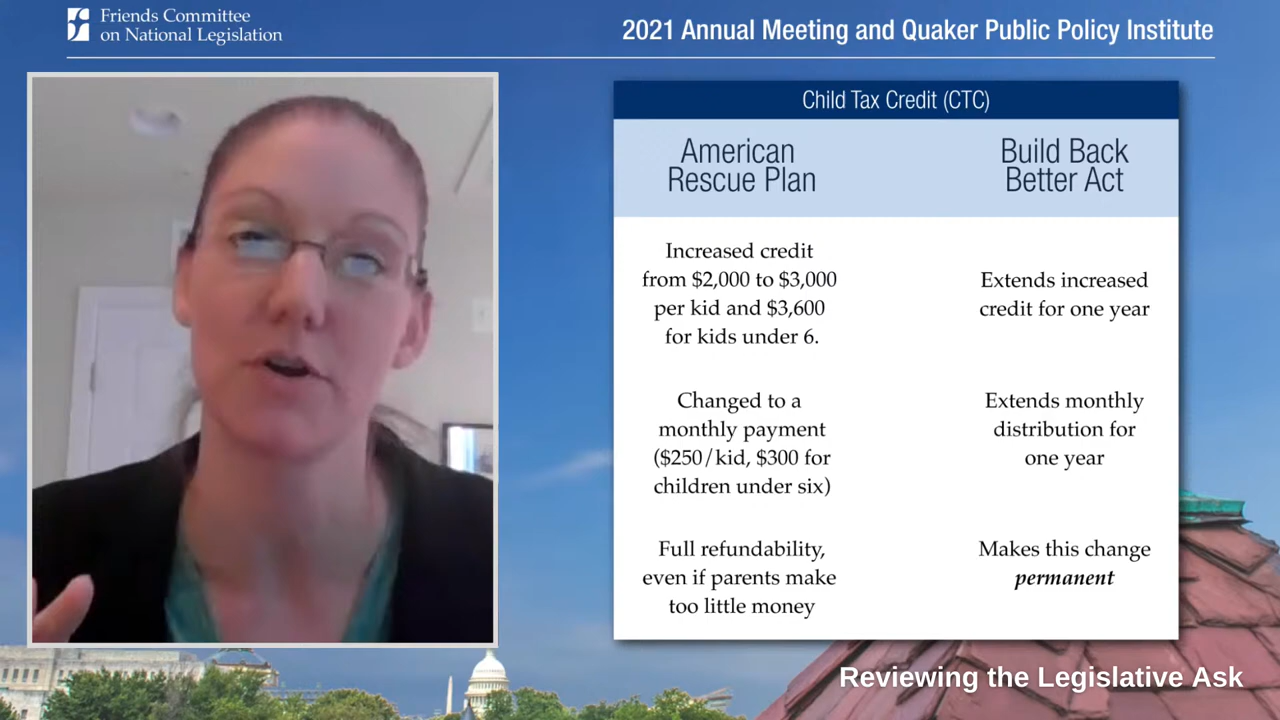 Friends Committee
on National Legislation
2021 Annual Meeting and Quaker Public Policy Institute
Child Tax Credit (CTC)
American
Rescue Plan
Build Back
Better Act
Increased credit
from $2,000 to $3,000
per kid and $3,600
for kids under 6.
Extends increased
credit for one year
Changed to a
monthly payment
($250/kid, $300 for
children under six)
Extends monthly
distribution for
one year
Full refundability,
even if parents make
too little money
Makes this change
permanent
Reviewing the Legislative Ask